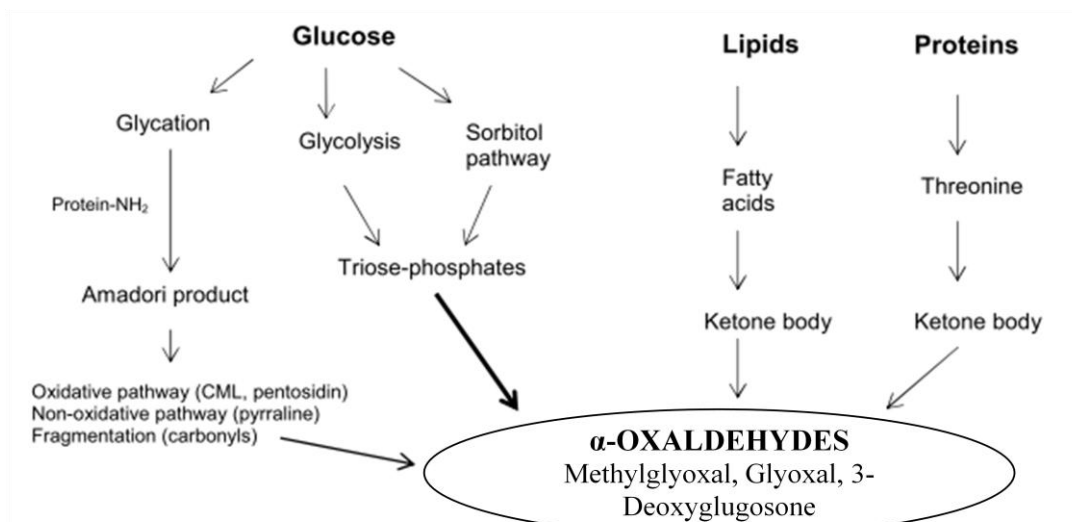 Glucose
Lipids
Proteins
Glycation
Glycolysis
Sorbitol
pathway
Fatty
acids
Threonine
Protein-NH₂
Triose-phosphates
Amadori product
Ketone body
Ketone body
Oxidative pathway (CML, pentosidin)
Non-oxidative pathway (pyrraline)
Fragmentation (carbonyls)
α-OXALDEHYDES
Methylglyoxal, Glyoxal, 3-
Deoxyglugosone